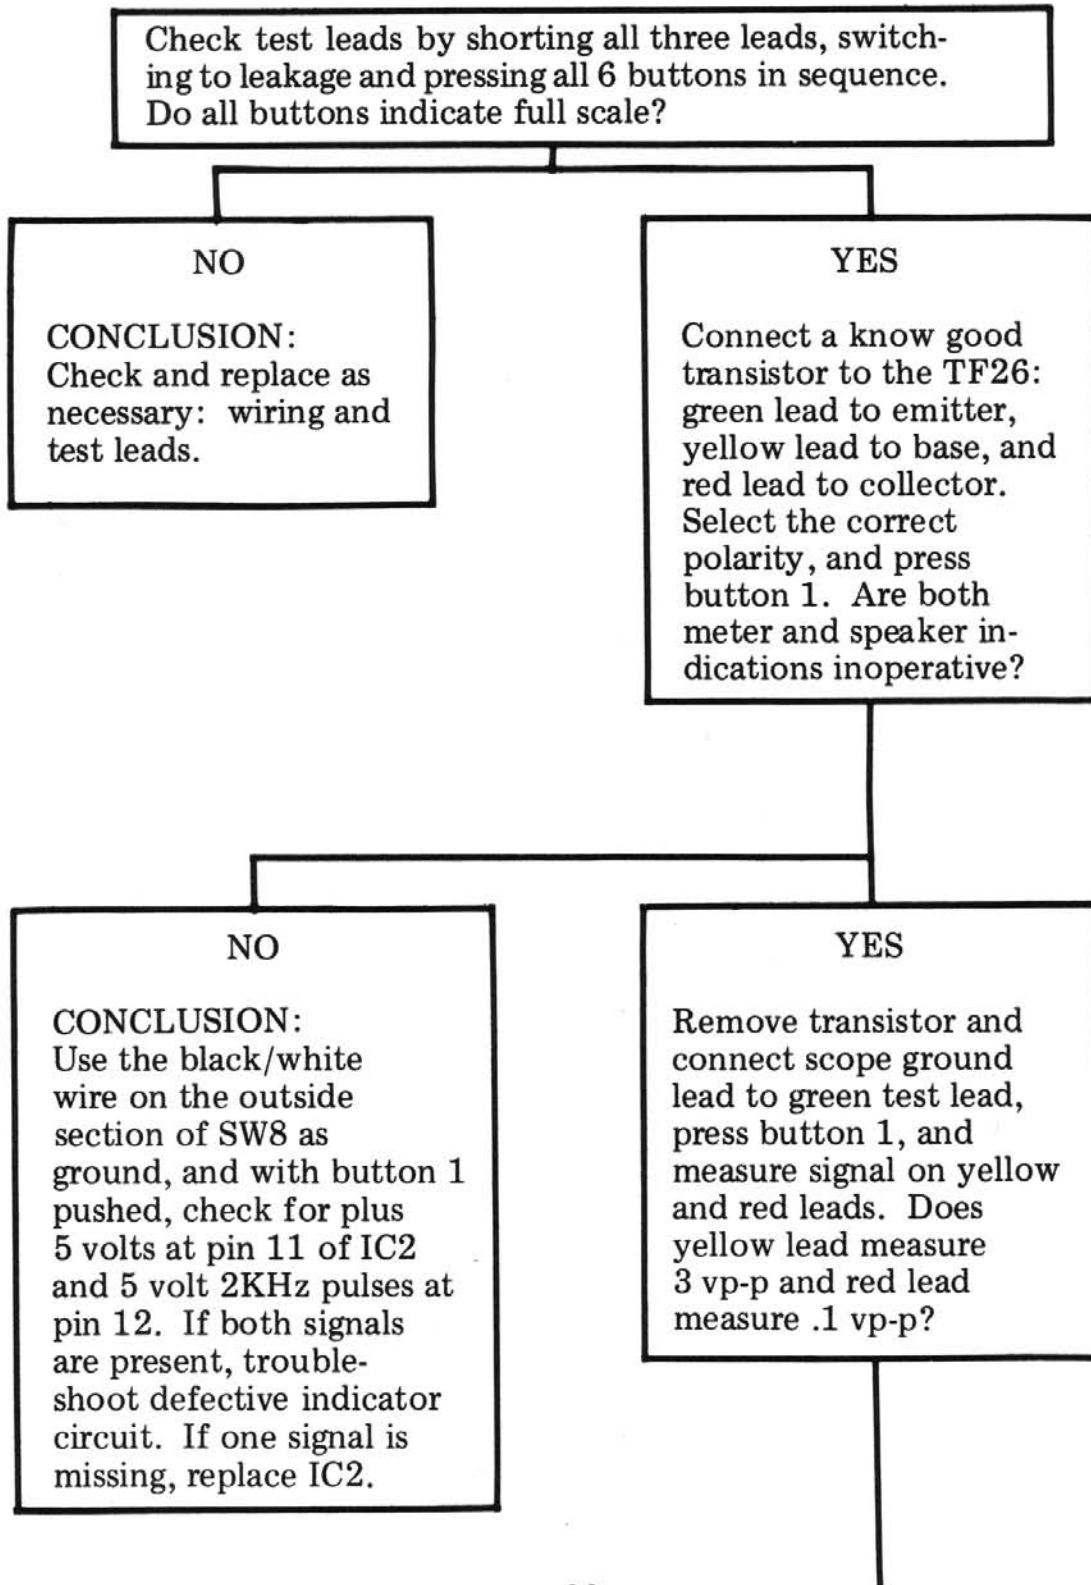 Check test leads by shorting all three leads, switch-
ing to leakage and pressing all 6 buttons in sequence.
Do all buttons indicate full scale?
NO
CONCLUSION:
Check and replace as
necessary: wiring and
test leads.
YES
Connect a know good
transistor to the TF26:
green lead to emitter,
yellow lead to base, and
red lead to collector.
Select the correct
polarity, and press
button 1. Are both
meter and speaker in-
dications inoperative?
NO
CONCLUSION:
Use the black/white
wire on the outside
section of SW8 as
ground, and with button 1
pushed, check for plus
5 volts at pin 11 of IC2
and 5 volt 2KHz pulses at
pin 12. If both signals
are present, trouble-
shoot defective indicator
circuit. If one signal is
missing, replace IC2.
YES
Remove transistor and
connect scope ground
lead to green test lead,
press button 1, and
measure signal on yellow
and red leads. Does
yellow lead measure
3 vp-p and red lead
measure .1 vp-p?